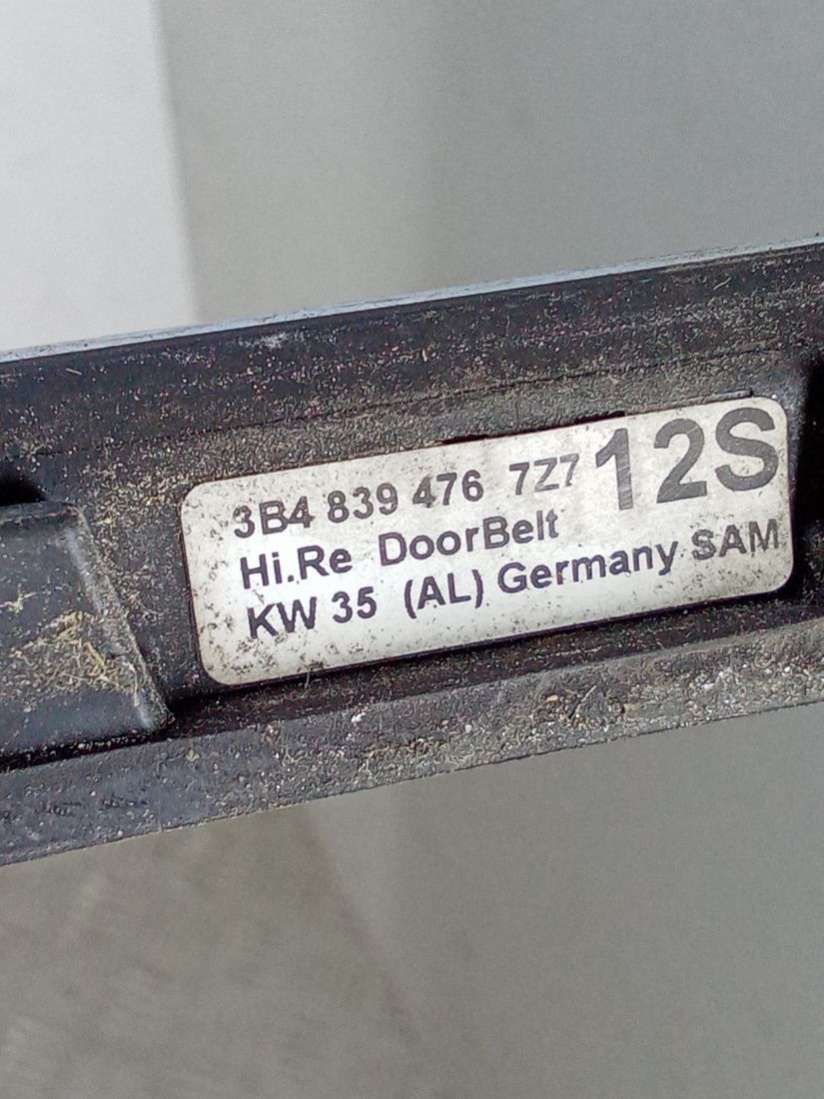 3B4 839 476 7Z7 12S
Hi.Re DoorBelt
KW 35 (AL) Germany SAM